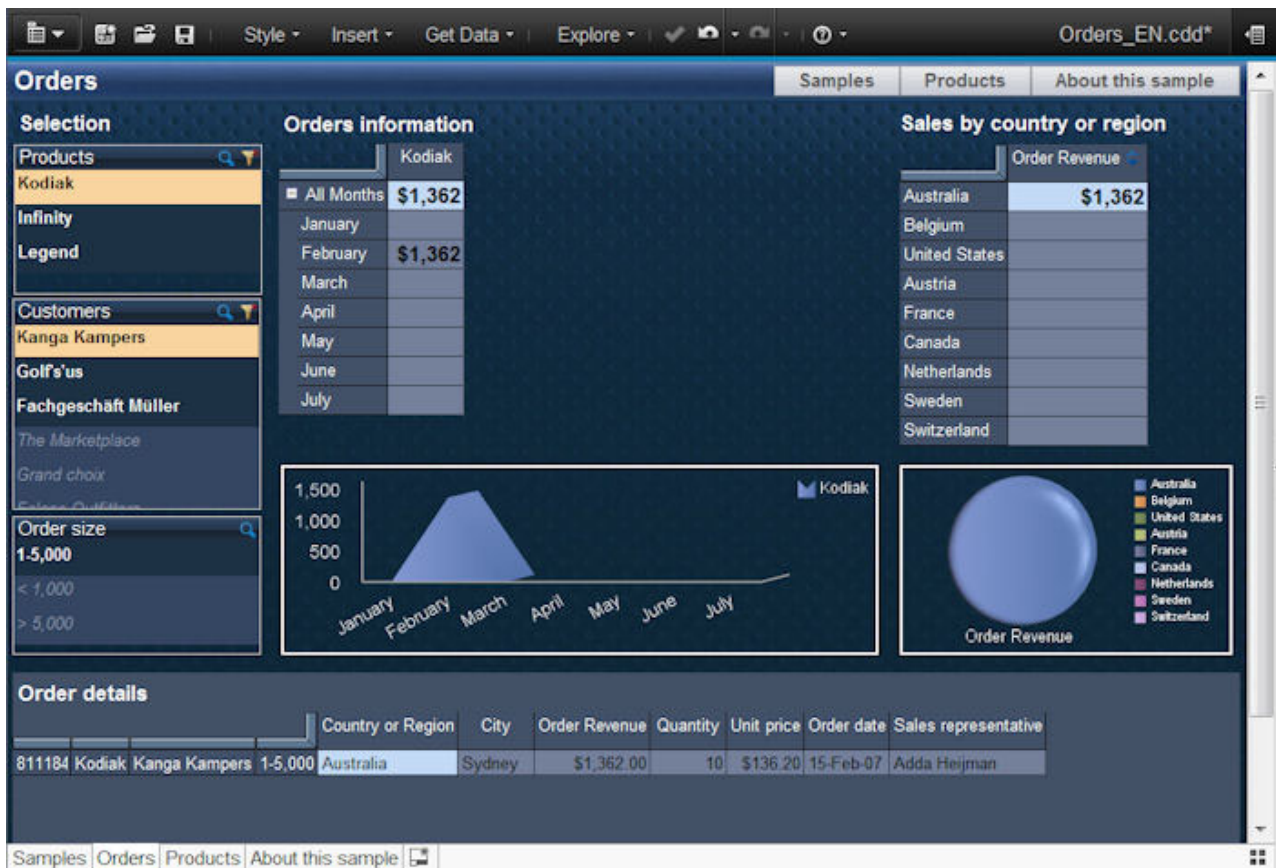 Style Insert Get Data Explore Orders_EN.cdd*
Orders Samples Products About this sample
Selection
Products
Kodiak
Infinity
Legend
Customers
Kanga Kampers
Golf's'us
Fachgeschäft Müller
The Marketplace
Grand choix
Order size
1-5,000
< 1,000
> 5,000
Orders information
Kodiak
All Months $1,362
January
February $1,362
March
April
May
June
July
Sales by country or region
Order Revenue
Australia $1,362
Belgium
United States
Austria
France
Canada
Netherlands
Sweden
Switzerland
1,500
1,000
500
0
January February March April May June July
Kodiak
Australia
Belgium
United States
Austria
France
Canada
Netherlands
Sweden
Switzerland
Order Revenue
Order details
Country or Region City Order Revenue Quantity Unit price Order date Sales representative
811184 Kodiak Kanga Kampers 1-5,000 Australia Sydney $1,362.00 10 $136.20 15-Feb-07 Adda Heijman
Samples Orders Products About this sample